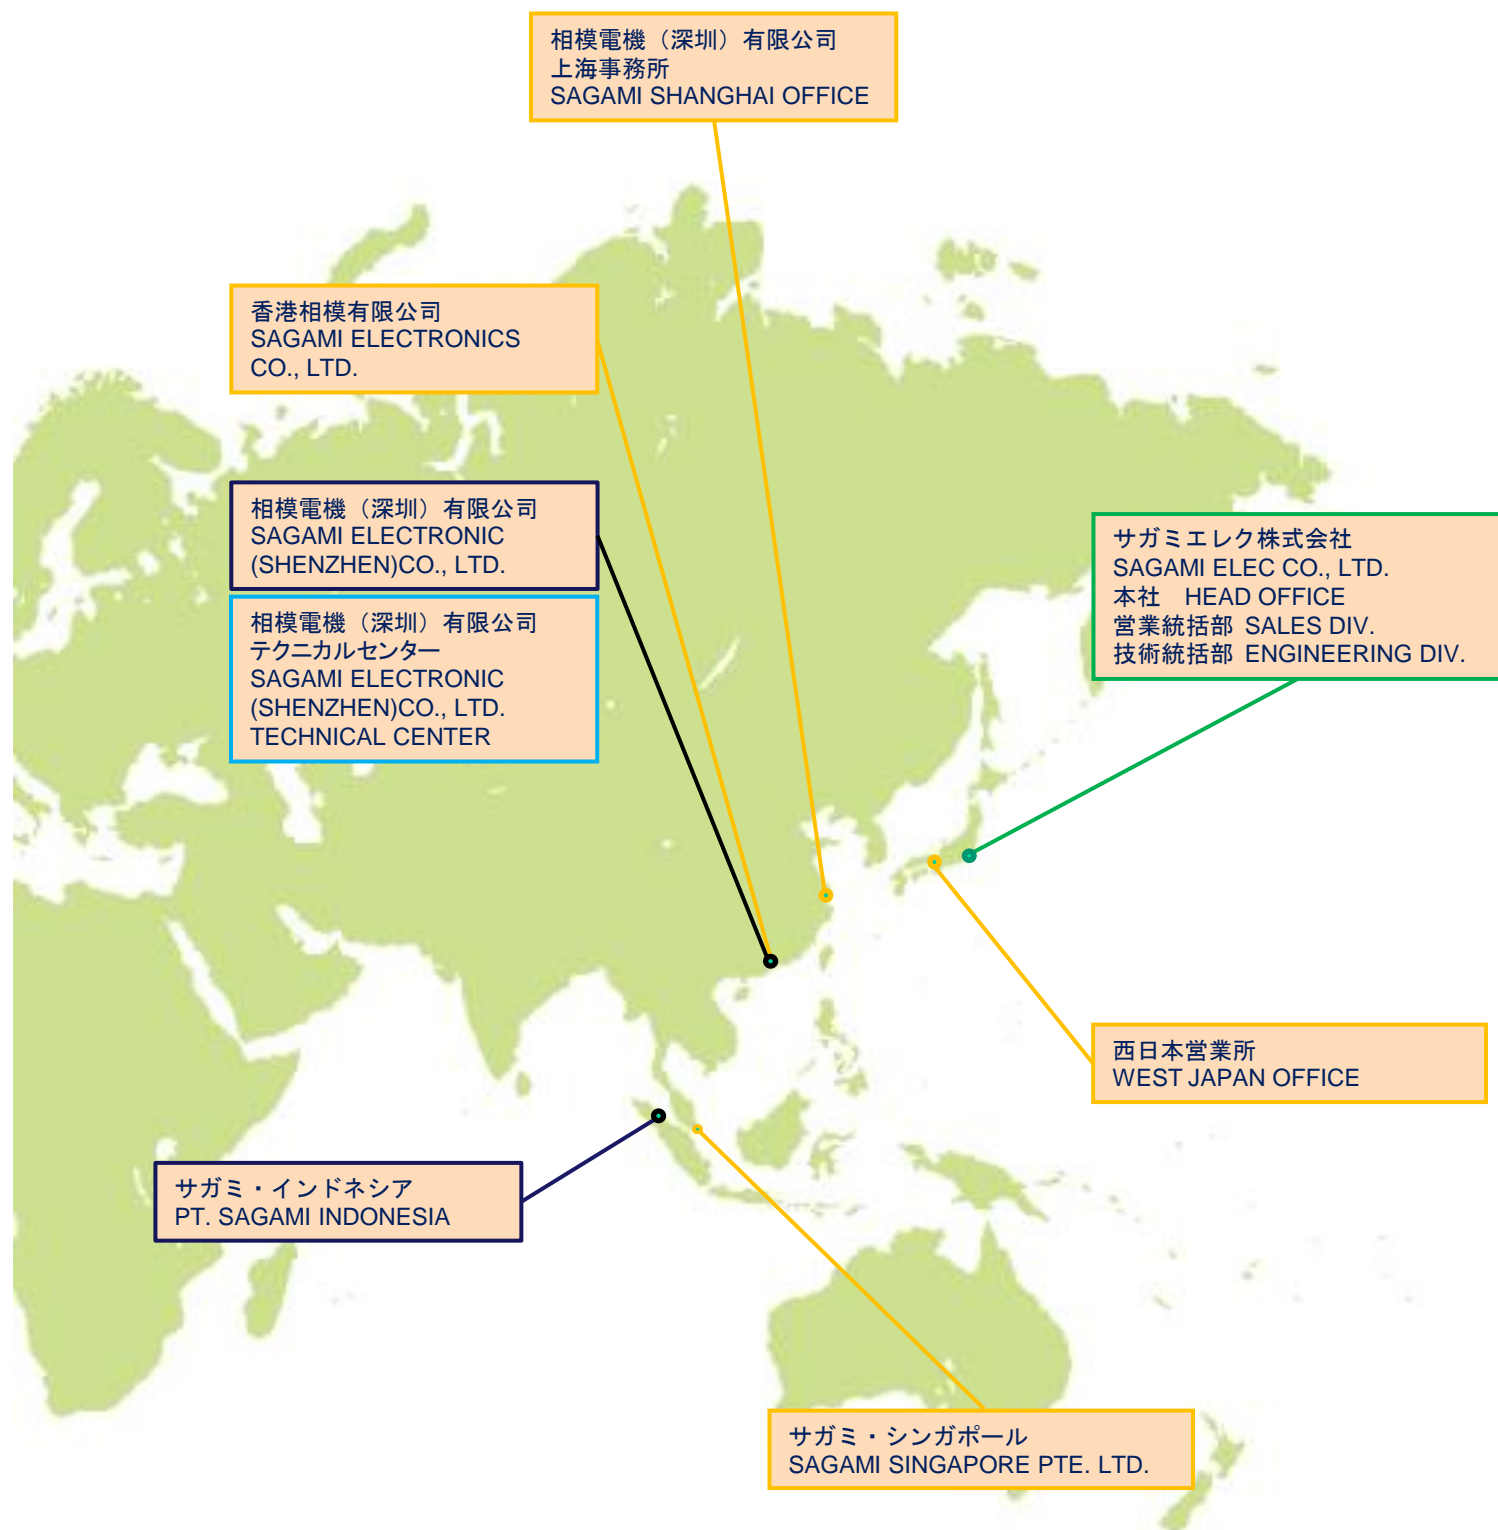 相模電機（深圳）有限公司
上海事務所
SAGAMI SHANGHAI OFFICE
香港相模有限公司
SAGAMI ELECTRONICS
CO., LTD.
相模電機（深圳）有限公司
SAGAMI ELECTRONIC
(SHENZHEN)CO., LTD.
相模電機（深圳）有限公司
テクニカルセンター
SAGAMI ELECTRONIC
(SHENZHEN)CO., LTD.
TECHNICAL CENTER
サガミエレク株式会社
SAGAMI ELEC CO., LTD.
本社　HEAD OFFICE
営業統括部 SALES DIV.
技術統括部 ENGINEERING DIV.
西日本営業所
WEST JAPAN OFFICE
サガミ・インドネシア
PT. SAGAMI INDONESIA
サガミ・シンガポール
SAGAMI SINGAPORE PTE. LTD.